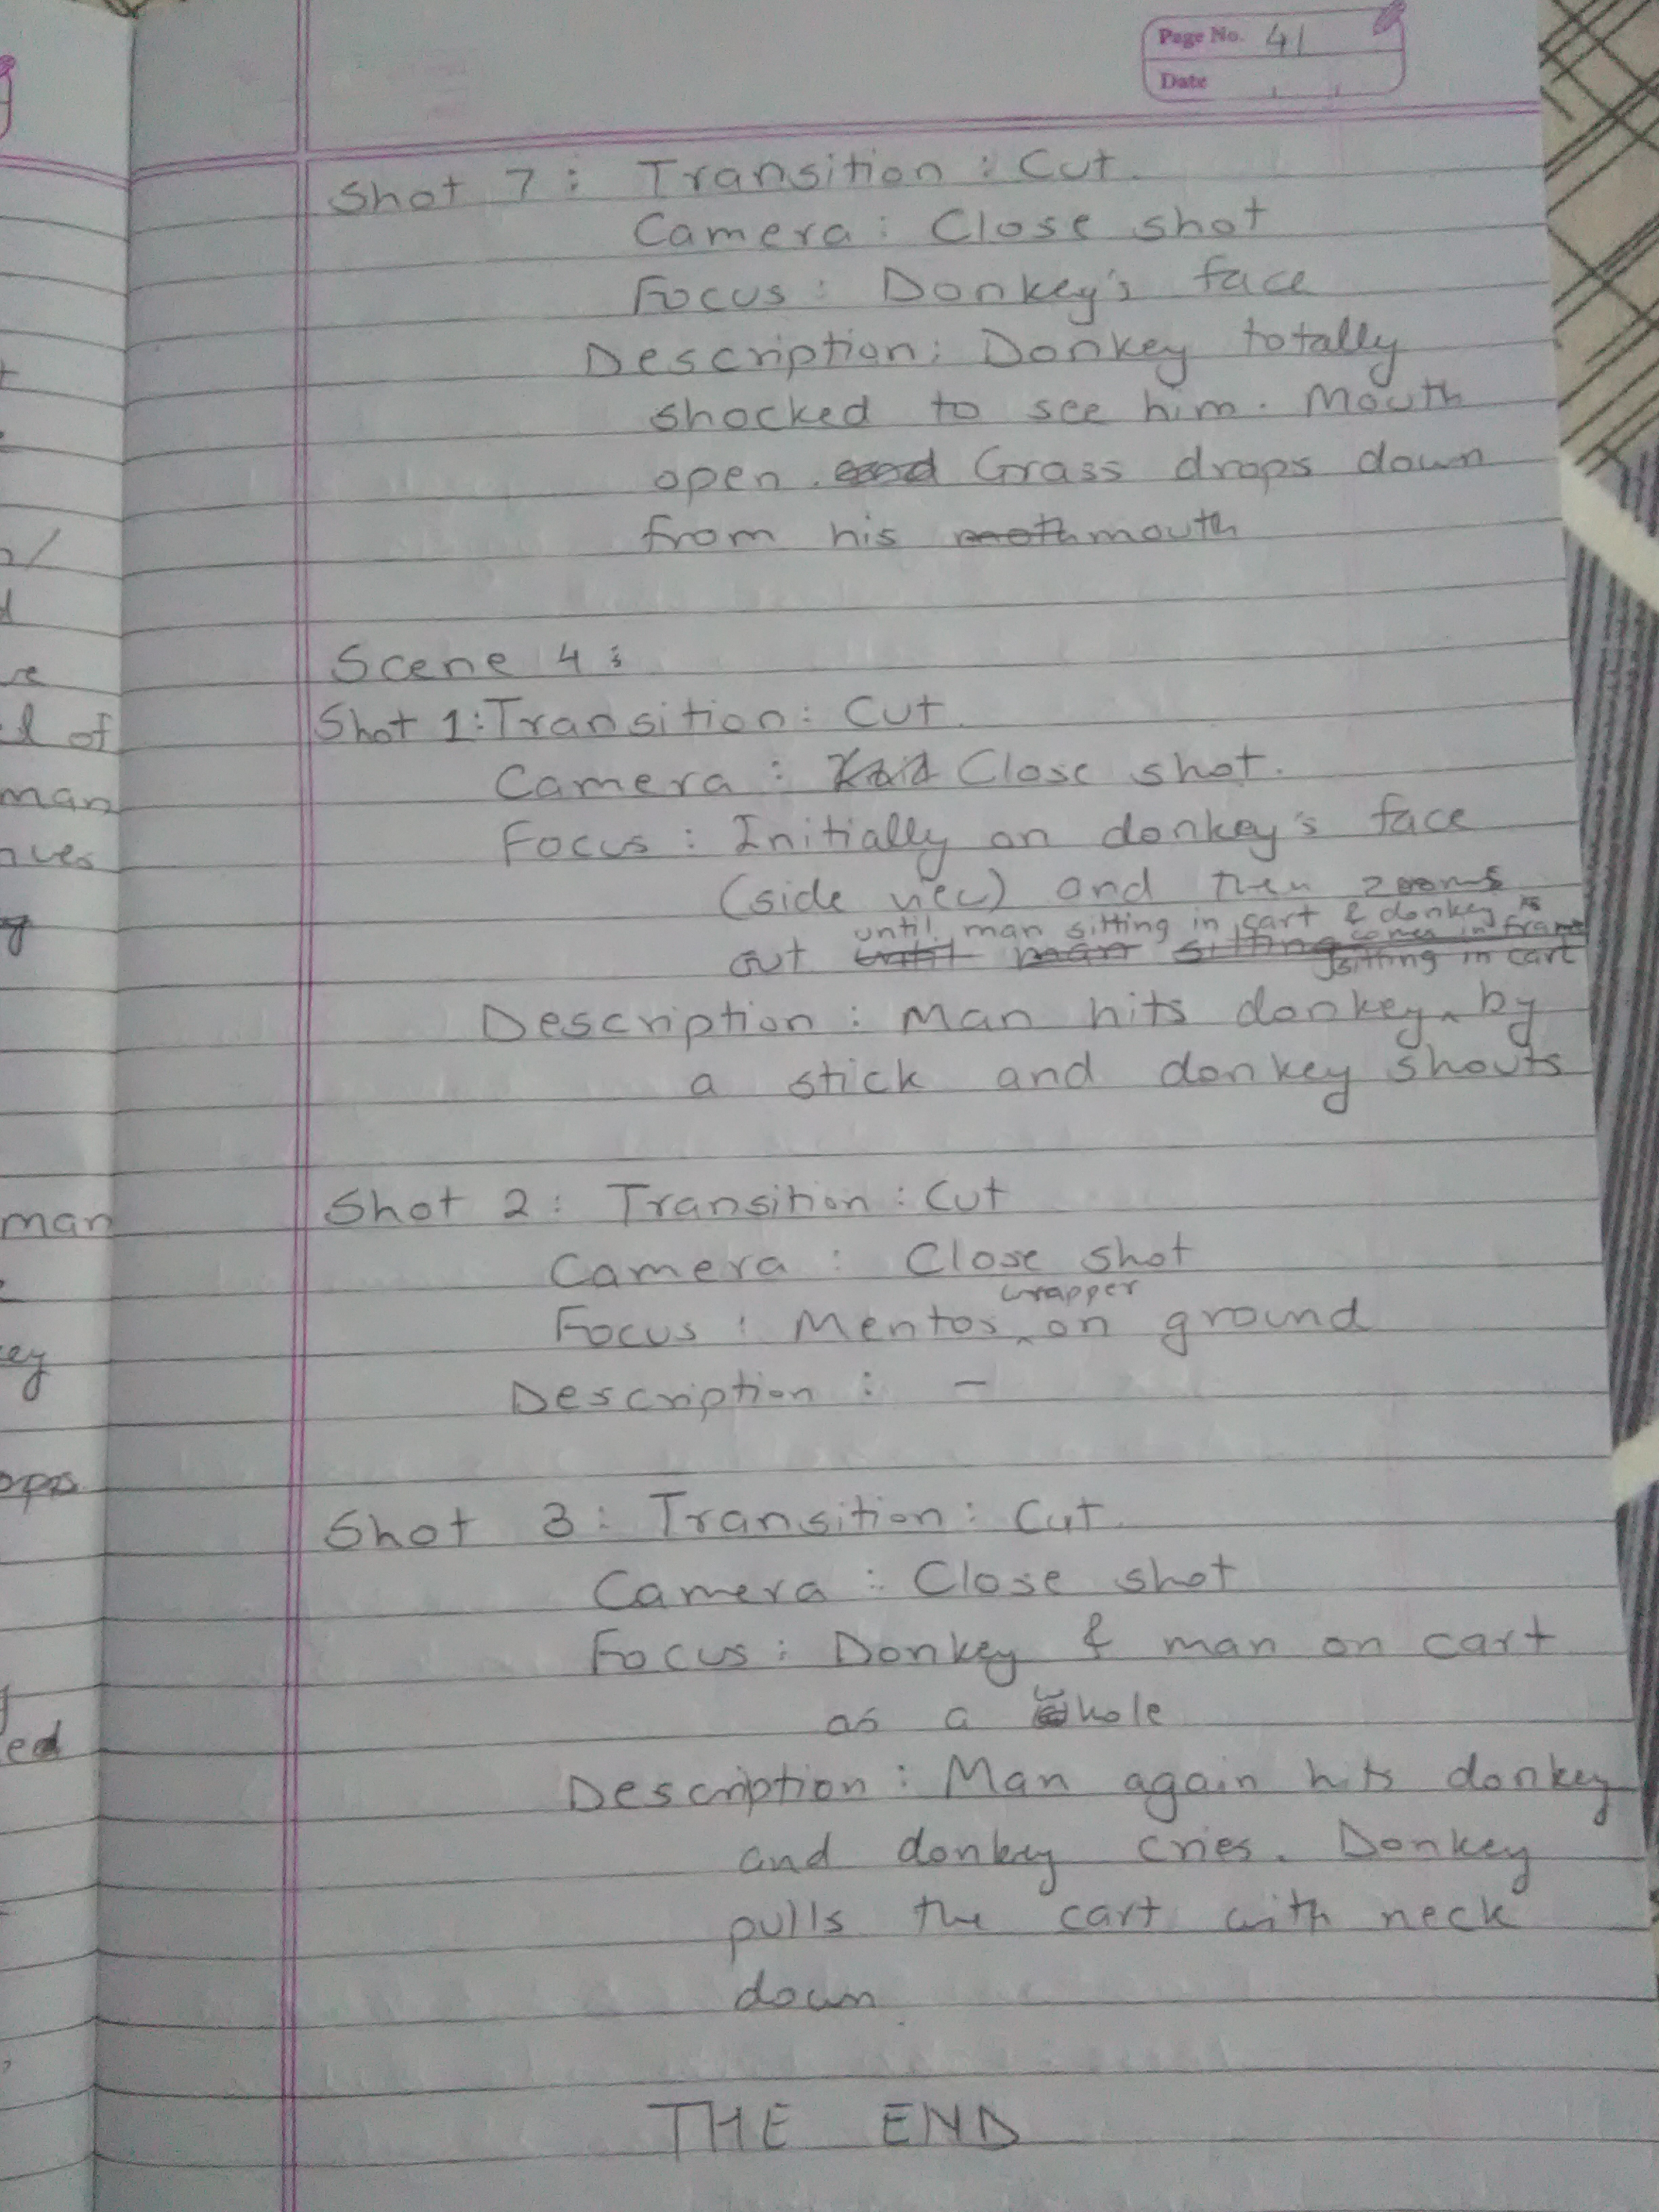 Page No. 41
Date
Shot 7: Transition: Cut.
Camera: Close shot
Focus: Donkey's face
Description: Donkey totally
shocked to see him. Mouth
open. Grass drops down
from his mouth
Scene 4:
Shot 1: Transition: Cut.
Camera: Close shot.
Focus: Initially on donkey's face
(side view) and then zooms
until man sitting in cart & donkey is
out
sitting in cart
Description: Man hits donkey by
a stick and donkey shouts
Shot 2: Transition: Cut
Camera: Close shot
wrapper
Focus: Mentos on ground
Description: -
Shot 3: Transition: Cut.
Camera: Close shot
Focus: Donkey & man on cart
as a whole
Description: Man again hits donkey
and donkey cries. Donkey
pulls the cart with neck
down
THE END